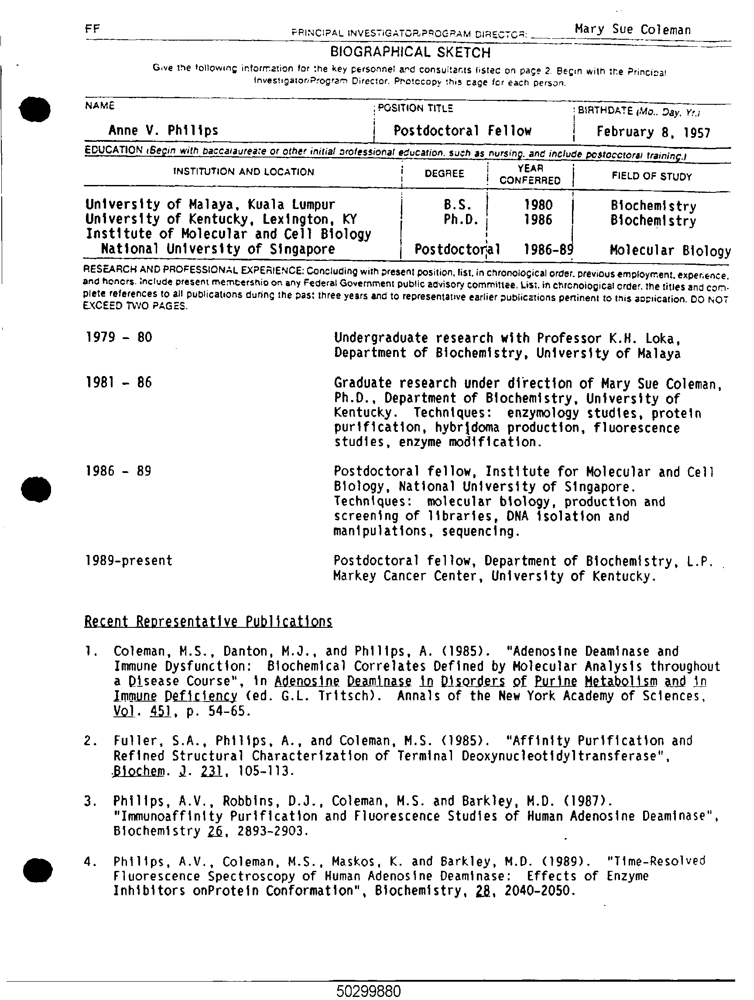 FF PRINCIPAL INVESTIGATOR/PROGRAM DIRECTOR: Mary Sue Coleman
BIOGRAPHICAL SKETCH
Give the following information for the key personnel and consultants listed on page 2. Begin with the Principal
Investigator/Program Director. Photocopy this page for each person.
NAME POSITION TITLE BIRTHDATE (Mo., Day, Yr.)
Anne V. Philips Postdoctoral Fellow February 8, 1957
EDUCATION (Begin with baccalaureate or other initial professional education, such as nursing, and include postdoctoral training.)
INSTITUTION AND LOCATION DEGREE YEAR CONFERRED FIELD OF STUDY
University of Malaya, Kuala Lumpur B.S. 1980 Biochemistry
University of Kentucky, Lexington, KY Ph.D. 1986 Biochemistry
Institute of Molecular and Cell Biology
National University of Singapore Postdoctoral 1986-89 Molecular Biology
RESEARCH AND PROFESSIONAL EXPERIENCE: Concluding with present position, list, in chronological order, previous employment, experience,
and honors. Include present membership on any Federal Government public advisory committee. List, in chronological order, the titles and com-
plete references to all publications during the past three years and to representative earlier publications pertinent to this application. DO NOT
EXCEED TWO PAGES.
1979 - 80 Undergraduate research with Professor K.H. Loka,
Department of Biochemistry, University of Malaya
1981 - 86 Graduate research under direction of Mary Sue Coleman,
Ph.D., Department of Biochemistry, University of
Kentucky. Techniques: enzymology studies, protein
purification, hybridoma production, fluorescence
studies, enzyme modification.
1986 - 89 Postdoctoral fellow, Institute for Molecular and Cell
Biology, National University of Singapore.
Techniques: molecular biology, production and
screening of libraries, DNA isolation and
manipulations, sequencing.
1989-present Postdoctoral fellow, Department of Biochemistry, L.P.
Markey Cancer Center, University of Kentucky.
Recent Representative Publications
1. Coleman, M.S., Danton, M.J., and Philips, A. (1985). "Adenosine Deaminase and
Immune Dysfunction: Biochemical Correlates Defined by Molecular Analysis throughout
a Disease Course", in Adenosine Deaminase in Disorders of Purine Metabolism and in
Immune Deficiency (ed. G.L. Tritsch). Annals of the New York Academy of Sciences,
Vol. 451, p. 54-65.
2. Fuller, S.A., Philips, A., and Coleman, M.S. (1985). "Affinity Purification and
Refined Structural Characterization of Terminal Deoxynucleotidyltransferase",
Biochem. J. 231, 105-113.
3. Philips, A.V., Robbins, D.J., Coleman, M.S. and Barkley, M.D. (1987).
"Immunoaffinity Purification and Fluorescence Studies of Human Adenosine Deaminase",
Biochemistry 26, 2893-2903.
4. Philips, A.V., Coleman, M.S., Maskos, K. and Barkley, M.D. (1989). "Time-Resolved
Fluorescence Spectroscopy of Human Adenosine Deaminase: Effects of Enzyme
Inhibitors onProtein Conformation", Biochemistry, 28, 2040-2050.
50299880